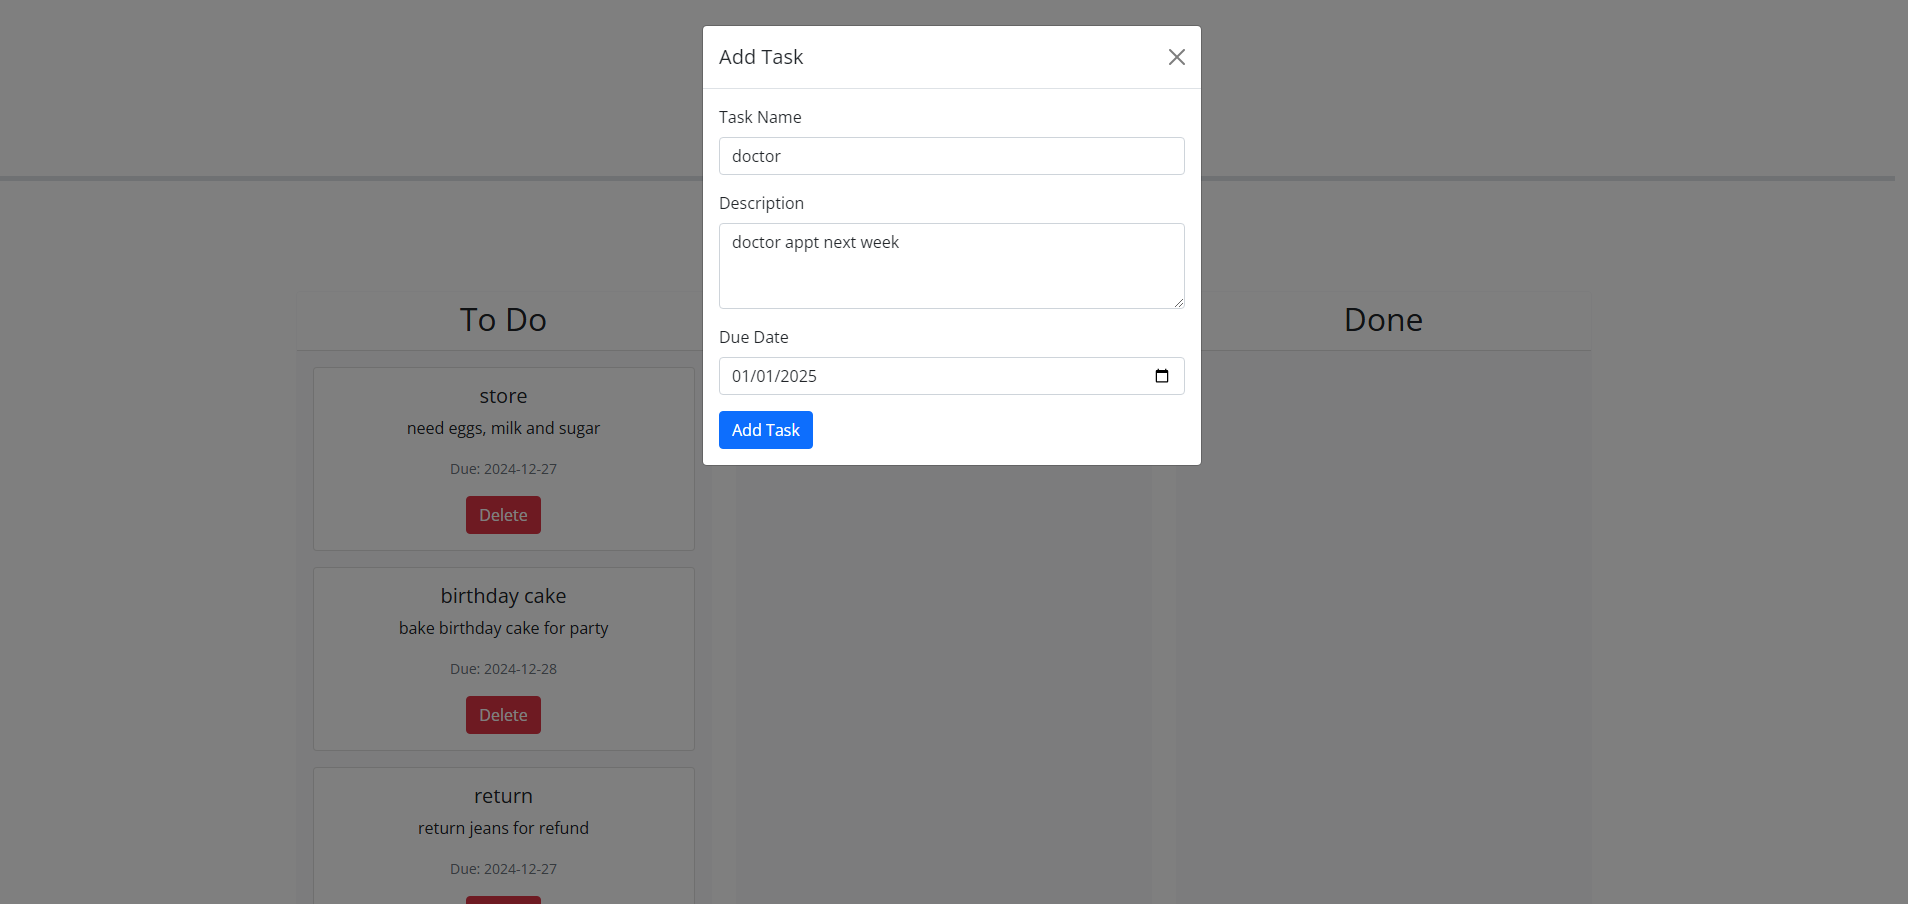 Add Task
Task Name
doctor
Description
doctor appt next week
Due Date
01/01/2025
Add Task
To Do
store
need eggs, milk and sugar
Due: 2024-12-27
Delete
birthday cake
bake birthday cake for party
Due: 2024-12-28
Delete
return
return jeans for refund
Due: 2024-12-27
Done